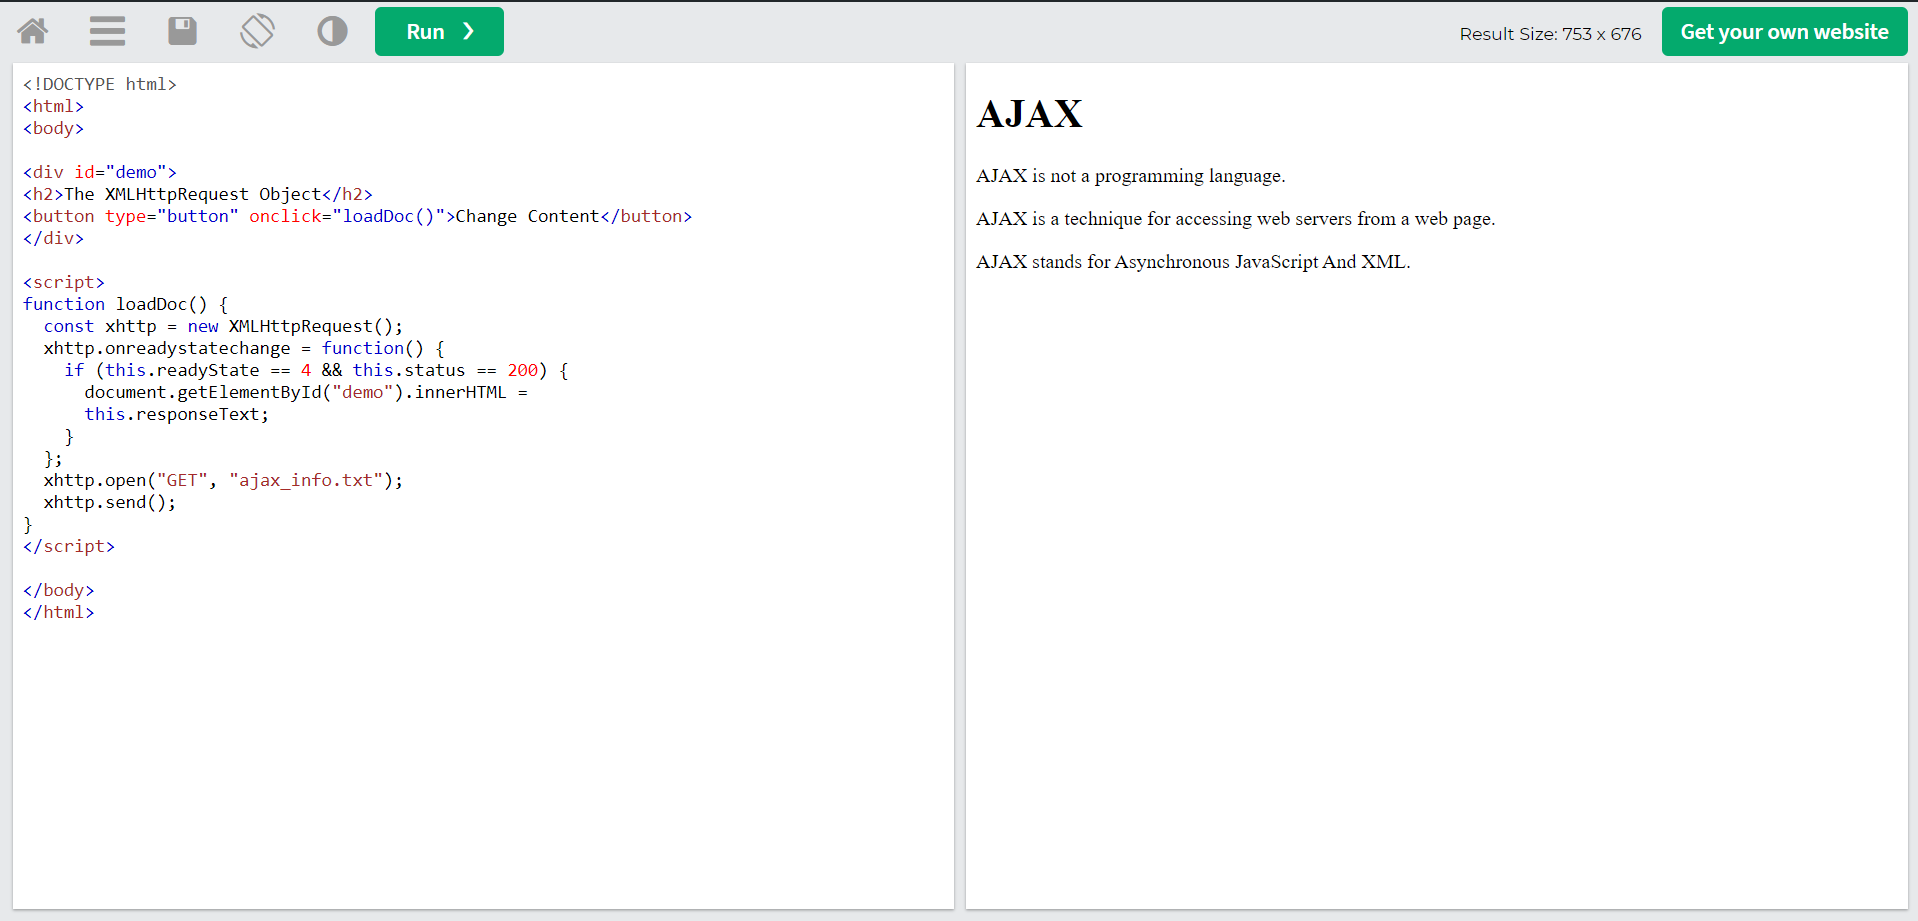 Run ❯
Result Size: 753 x 676
Get your own website
<!DOCTYPE html>
<html>
<body>

<div id="demo">
<h2>The XMLHttpRequest Object</h2>
<button type="button" onclick="loadDoc()">Change Content</button>
</div>

<script>
function loadDoc() {
  const xhttp = new XMLHttpRequest();
  xhttp.onreadystatechange = function() {
    if (this.readyState == 4 && this.status == 200) {
      document.getElementById("demo").innerHTML =
      this.responseText;
    }
  };
  xhttp.open("GET", "ajax_info.txt");
  xhttp.send();
}
</script>

</body>
</html>
AJAX
AJAX is not a programming language.
AJAX is a technique for accessing web servers from a web page.
AJAX stands for Asynchronous JavaScript And XML.